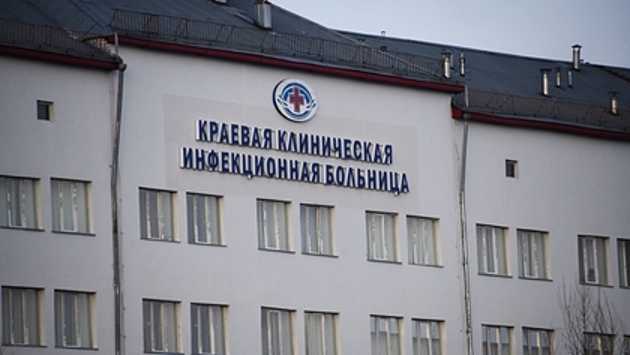 КРАЕВАЯ КЛИНИЧЕСКАЯ
ИНФЕКЦИОННАЯ БОЛЬНИЦА